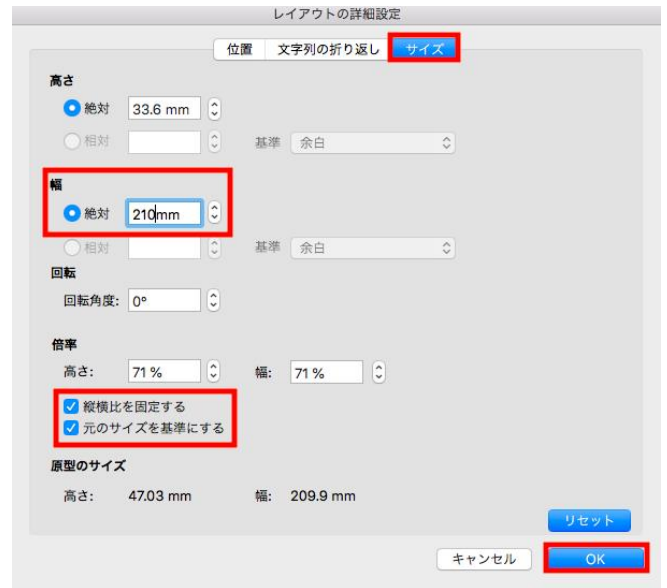 レイアウトの詳細設定
位置 文字列の折り返し サイズ
高さ
絶対 33.6 mm
相対 基準 余白
幅
絶対 210mm
相対 基準 余白
回転
回転角度: 0°
倍率
高さ: 71 % 幅: 71 %
縦横比を固定する
元のサイズを基準にする
原型のサイズ
高さ: 47.03 mm 幅: 209.9 mm
リセット
キャンセル OK